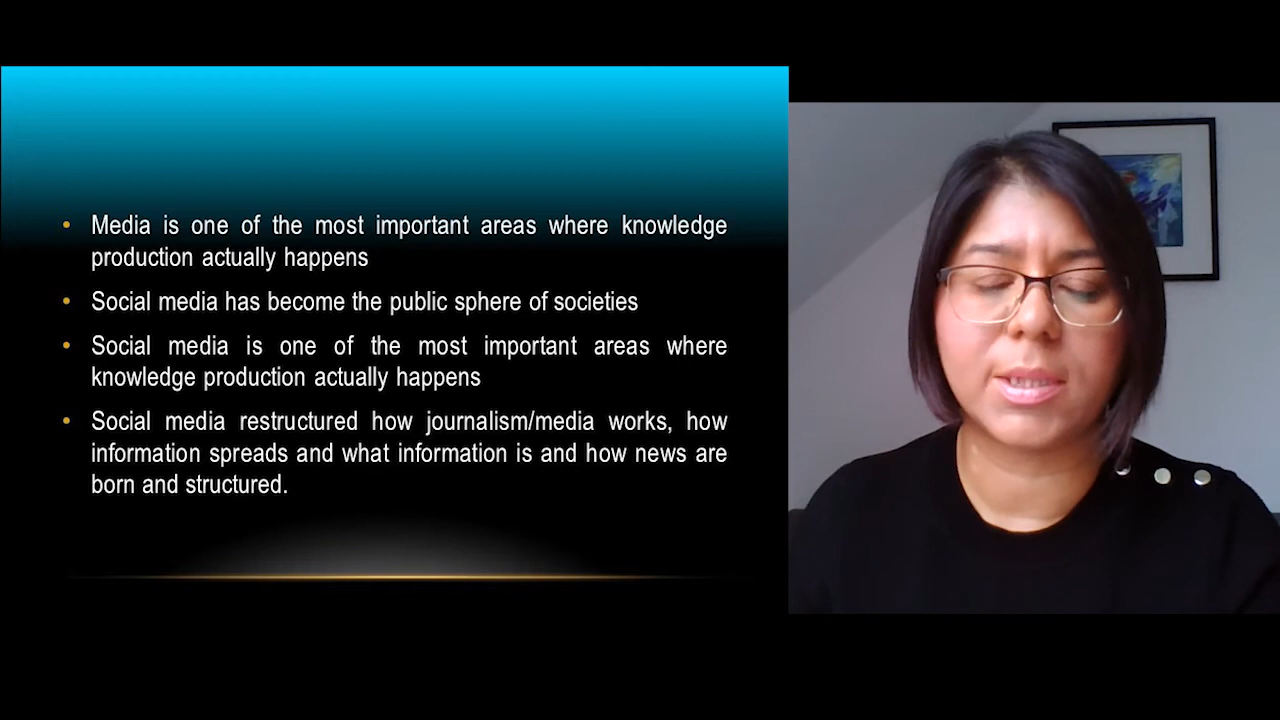 • Media is one of the most important areas where knowledge
production actually happens
• Social media has become the public sphere of societies
• Social media is one of the most important areas where
knowledge production actually happens
• Social media restructured how journalism/media works, how
information spreads and what information is and how news are
born and structured.